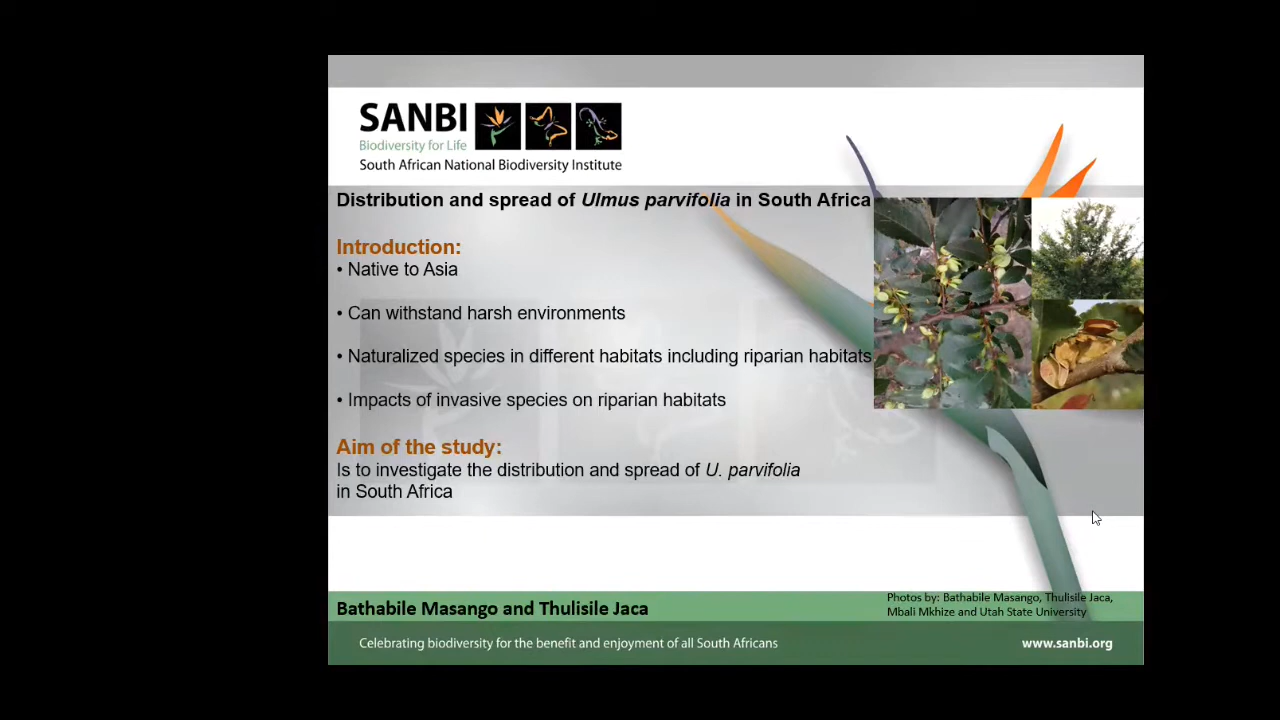 SANBI
Biodiversity for Life
South African National Biodiversity Institute
Distribution and spread of Ulmus parvifolia in South Africa
Introduction:
• Native to Asia
• Can withstand harsh environments
• Naturalized species in different habitats including riparian habitats
• Impacts of invasive species on riparian habitats
Aim of the study:
Is to investigate the distribution and spread of U. parvifolia
in South Africa
Bathabile Masango and Thulisile Jaca
Photos by: Bathabile Masango, Thulisile Jaca,
Mbali Mkhize and Utah State University
Celebrating biodiversity for the benefit and enjoyment of all South Africans
www.sanbi.org